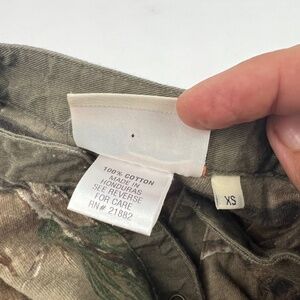 100% COTTON
MADE IN
HONDURAS
SEE REVERSE
FOR CARE
RN# 21882
XS